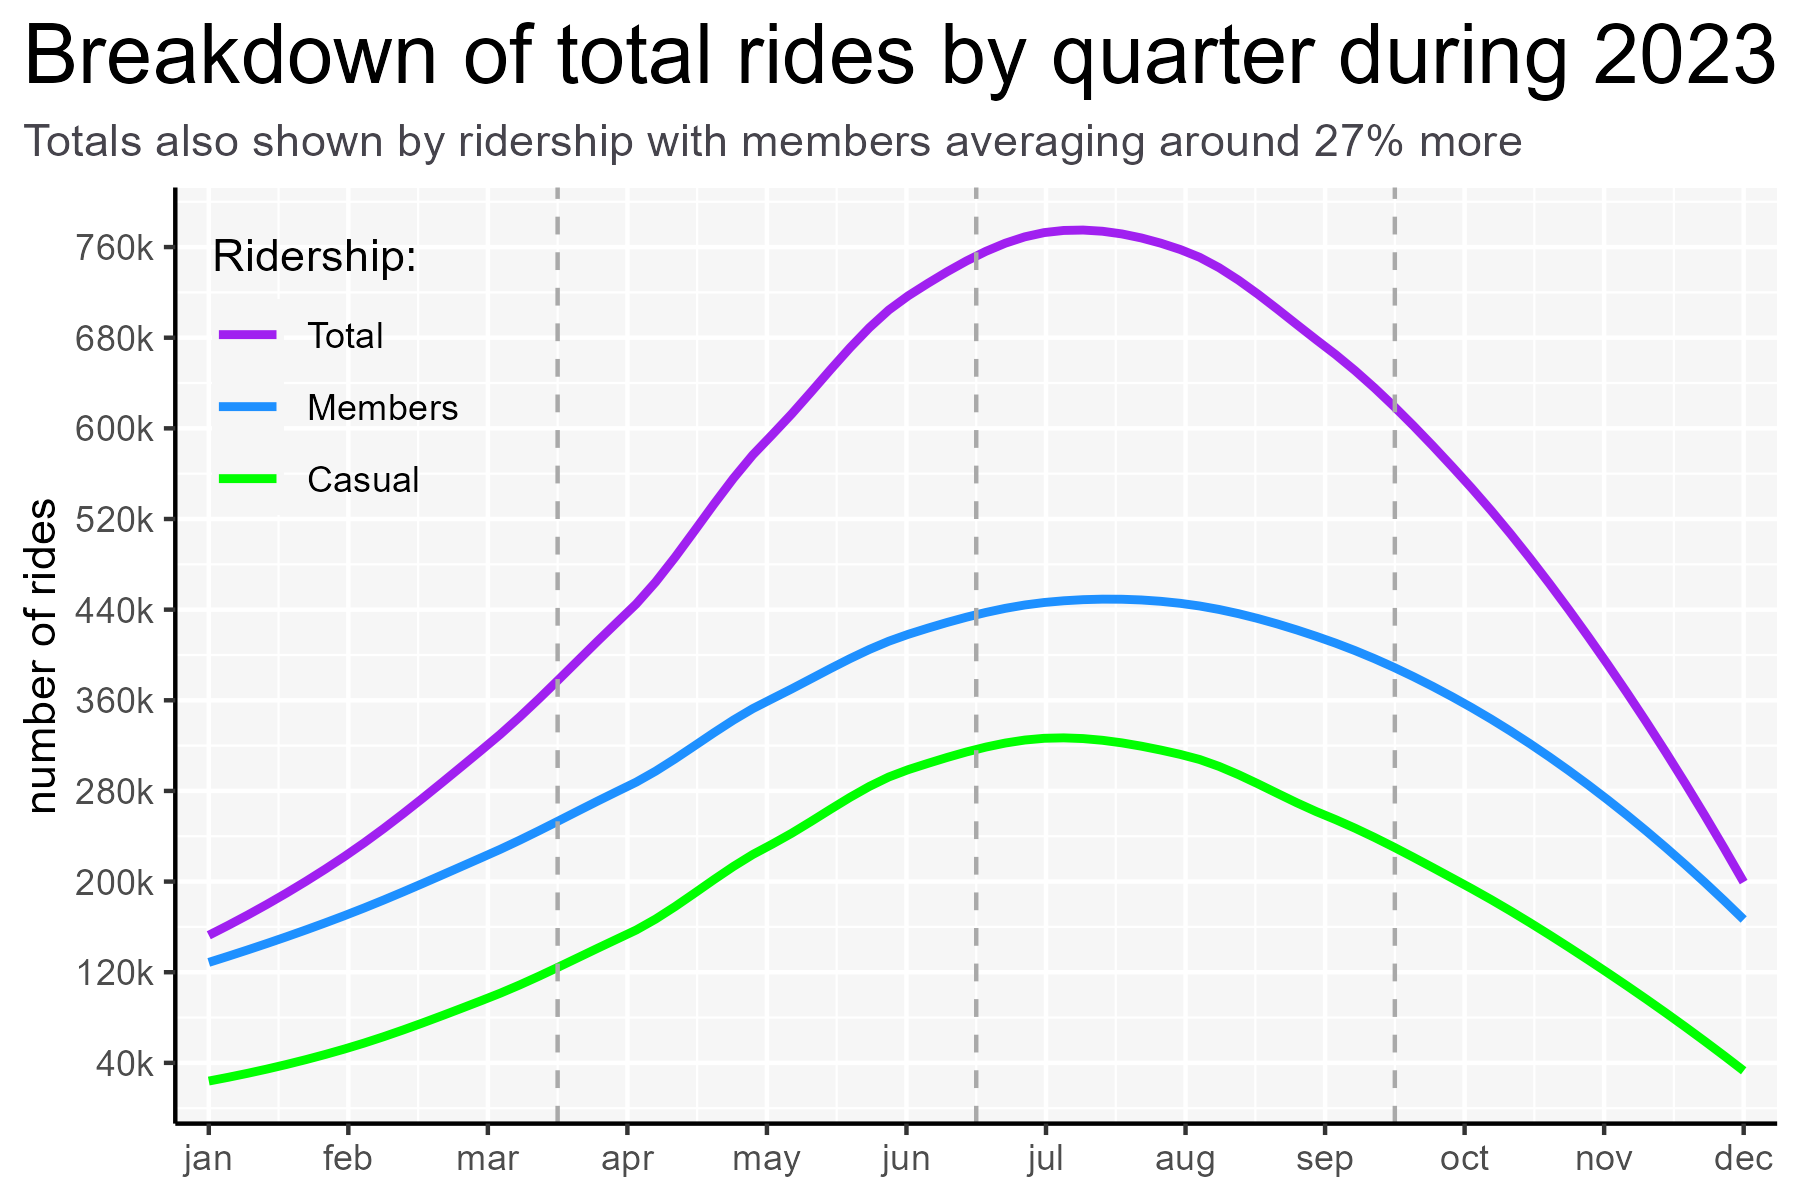 Breakdown of total rides by quarter during 2023
Totals also shown by ridership with members averaging around 27% more
number of rides
760k
680k
600k
520k
440k
360k
280k
200k
120k
40k
Ridership:
Total
Members
Casual
jan feb mar apr may jun jul aug sep oct nov dec